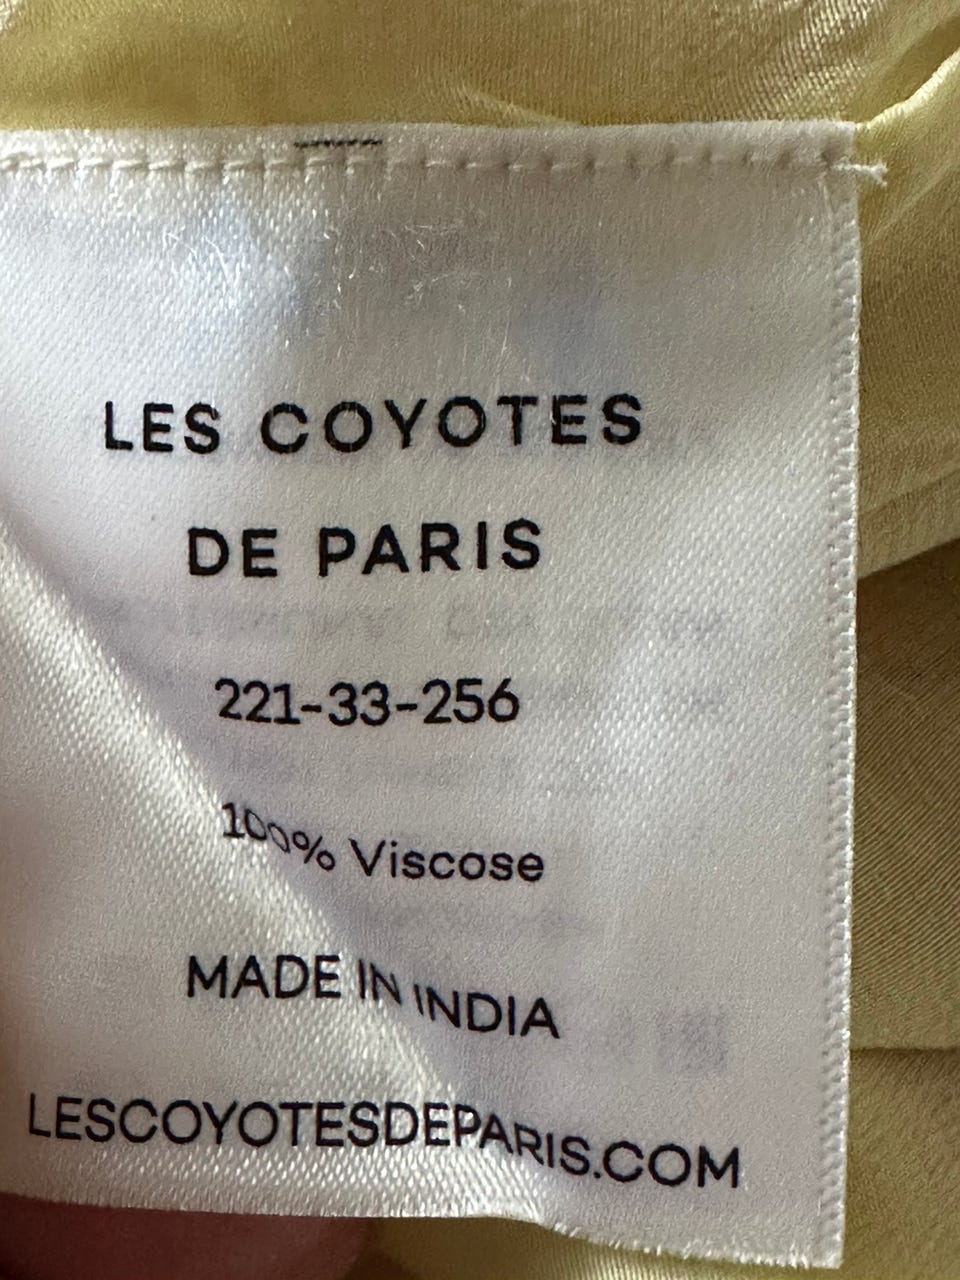 LES COYOTES
DE PARIS
221-33-256
100% Viscose
MADE IN INDIA
LESCOYOTESDEPARIS.COM